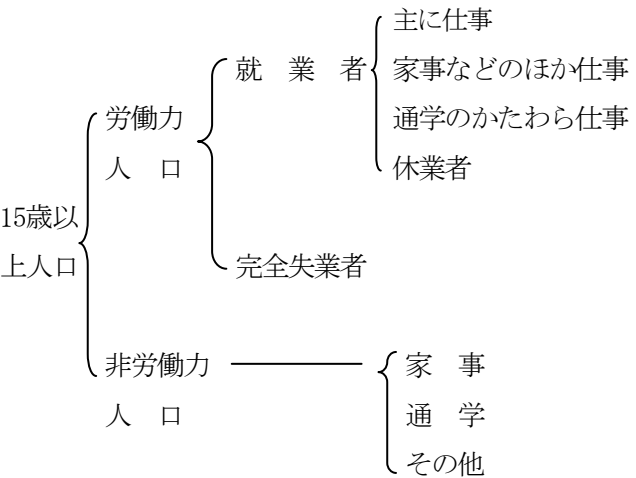 主に仕事
就　業　者
家事などのほか仕事
労働力
通学のかたわら仕事
人　口
休業者
15歳以
上人口
完全失業者
非労働力
家　事
人　口
通　学
その他